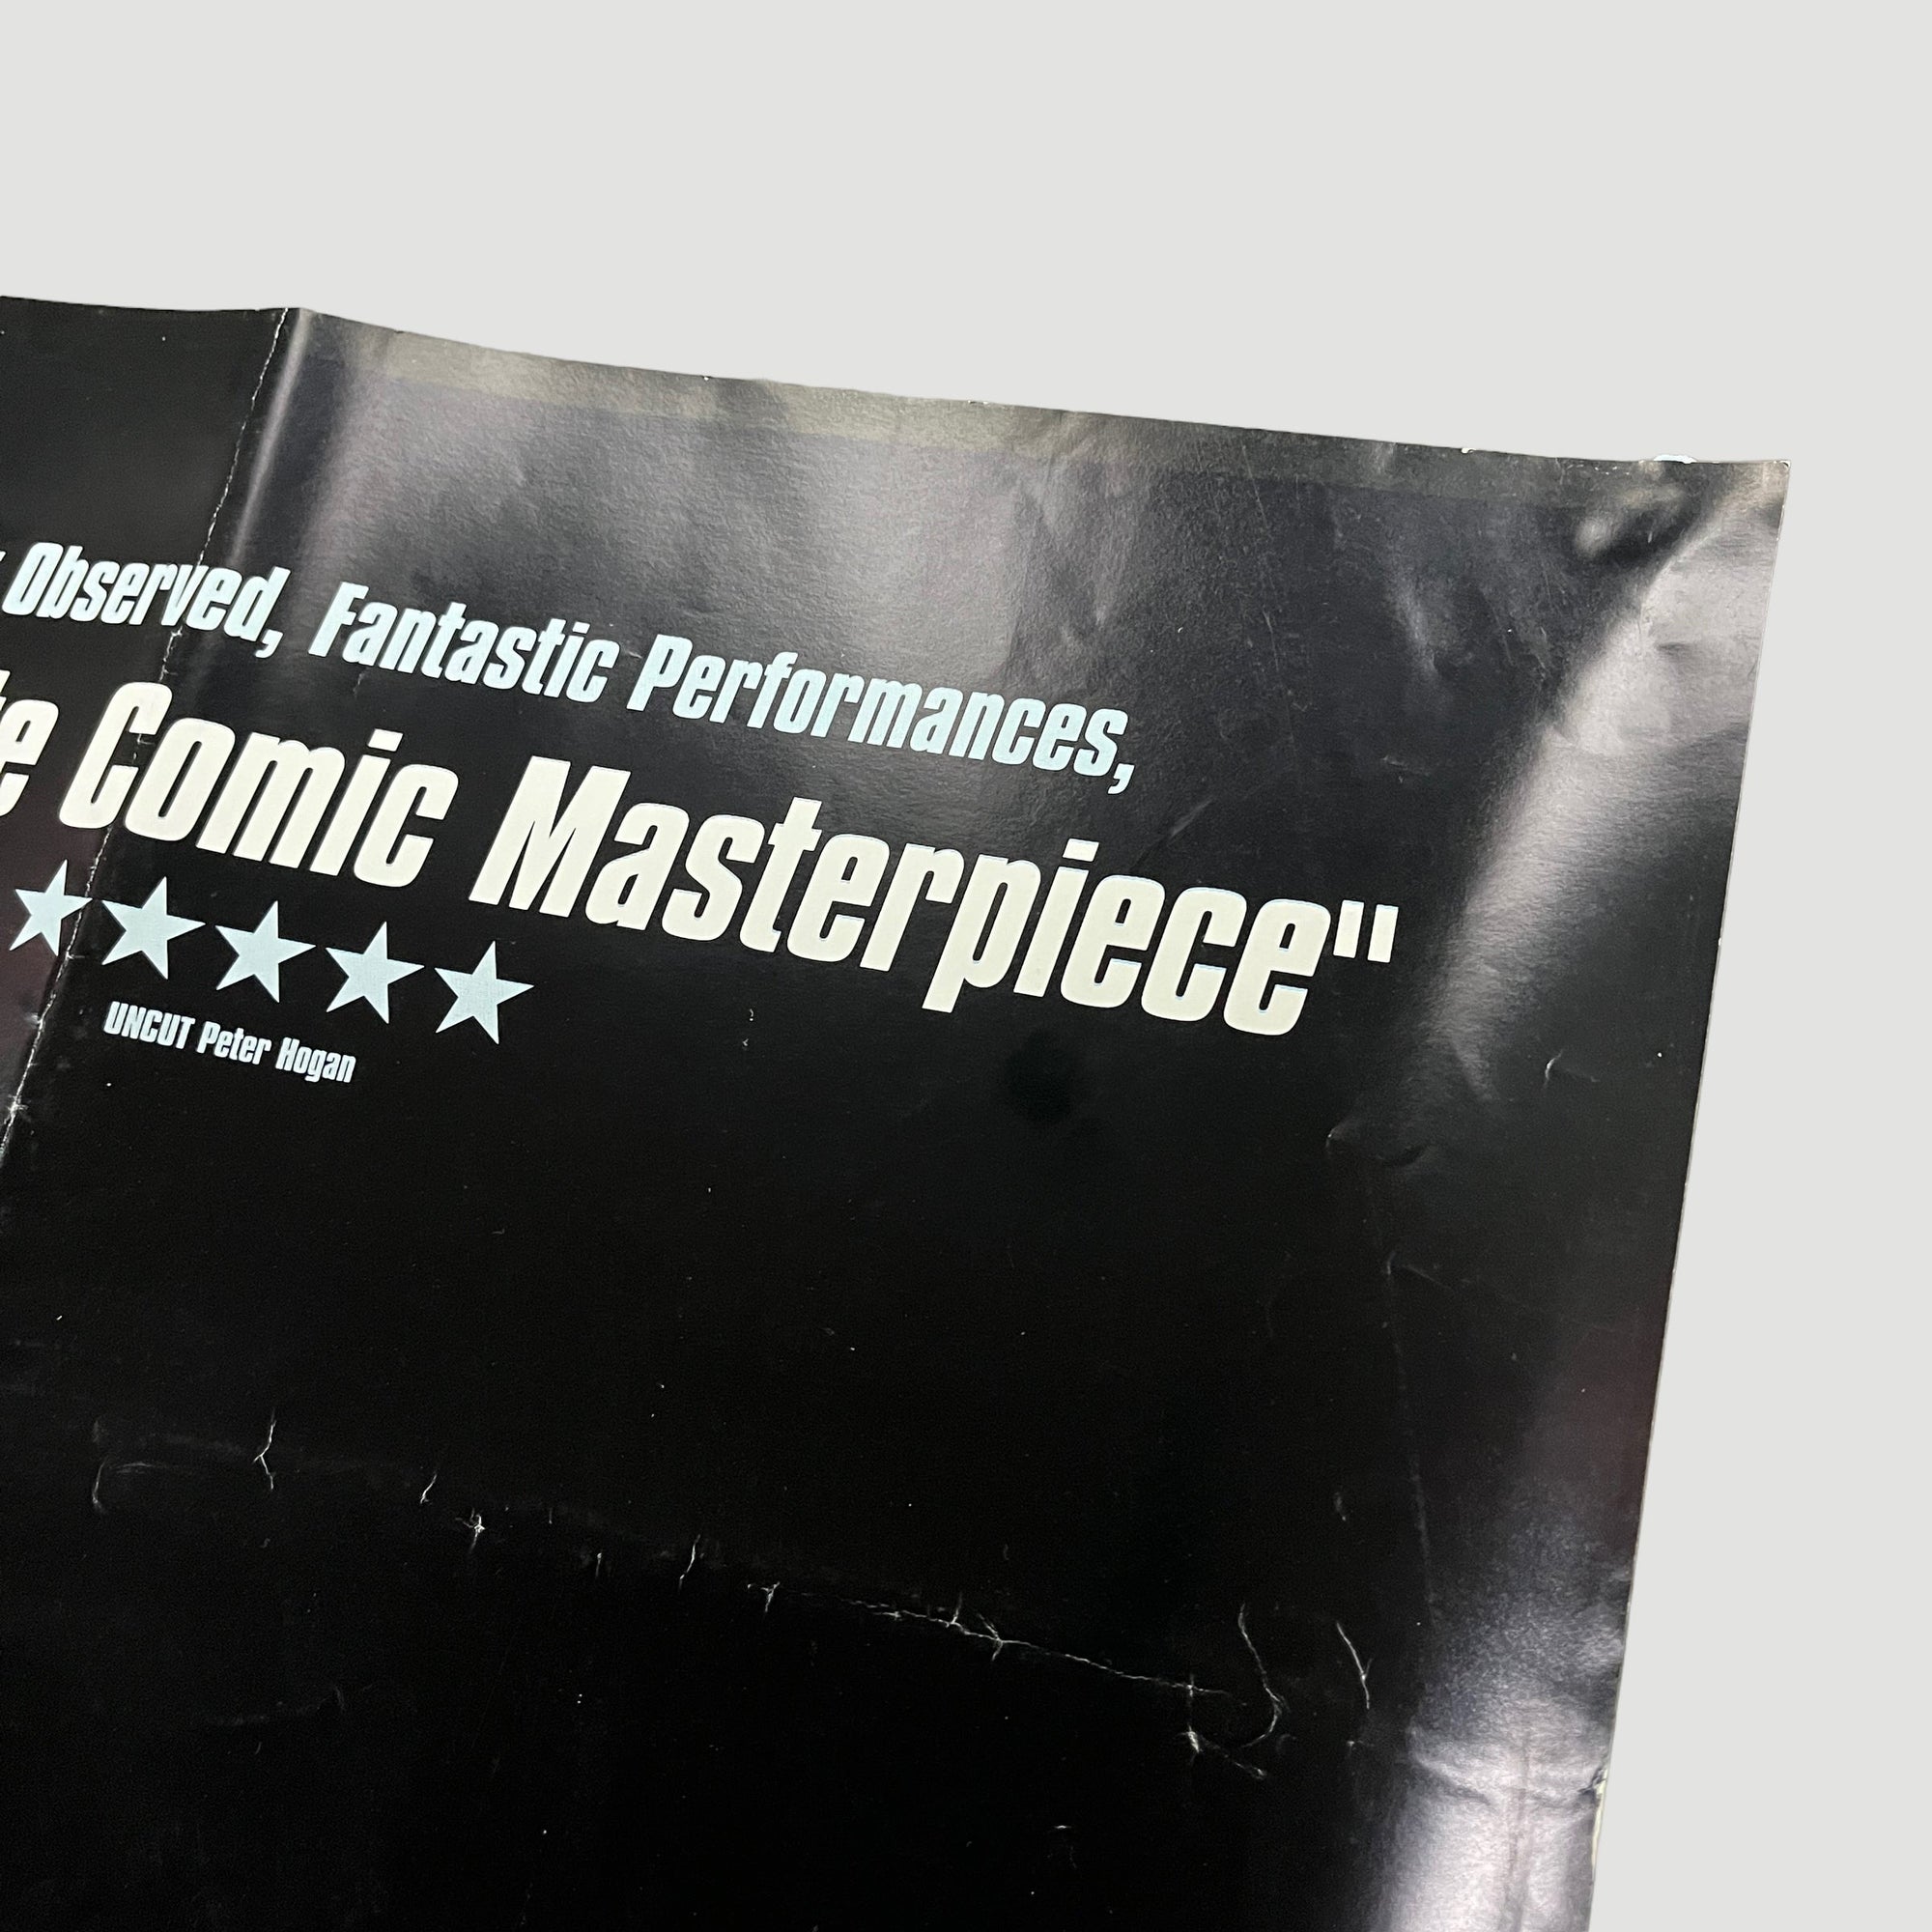 Observed, Fantastic Performances,
Comic Masterpiece"
UNCUT Peter Hogan